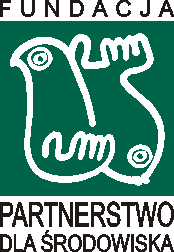 FUNDACJA
PARTNERSTWO
DLA ŚRODOWISKA